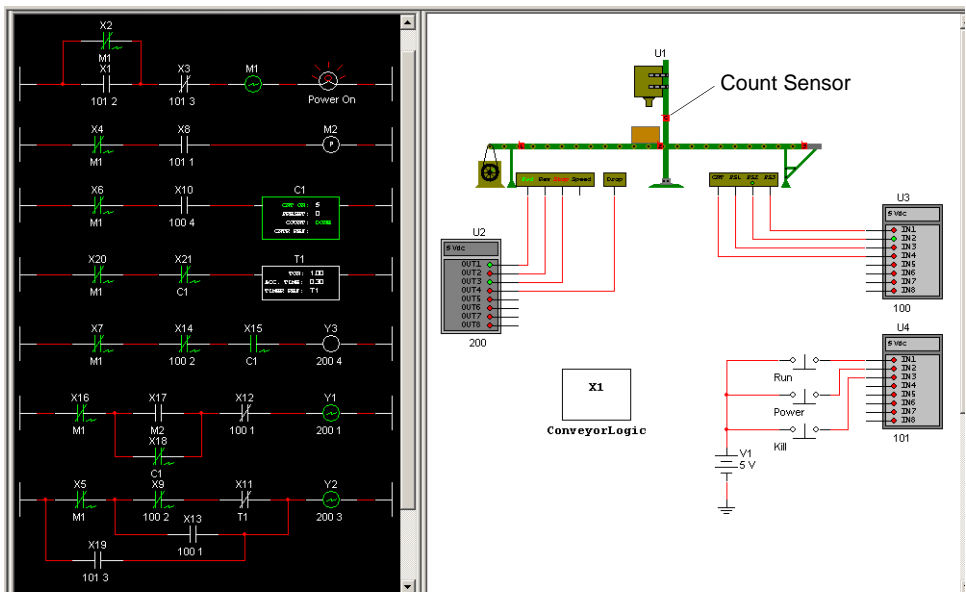 X2
M1
X1
101 2
X3
101 3
M1
Power On
X4
M1
X8
101 1
M2
P
X6
M1
X10
100 4
C1
CNT ON: 5
PRESET: 0
COUNT: DONE
CNTR REF:
X20
M1
X21
C1
T1
TON: 1.00
ACC. TIME: 0.30
TIMER REF: T1
X7
M1
X14
100 2
X15
C1
Y3
200 4
X16
M1
X17
M2
X18
C1
X12
100 1
Y1
200 1
X5
M1
X9
100 2
X11
T1
X13
100 1
X19
101 3
Y2
200 3
U1
Count Sensor
Stop Speed
Drop
CNT PS1 PS2 PS3
U2
5 Vdc
OUT1
OUT2
OUT3
OUT4
OUT5
OUT6
OUT7
OUT8
200
U3
5 Vdc
IN1
IN2
IN3
IN4
IN5
IN6
IN7
IN8
100
U4
5 Vdc
IN1
IN2
IN3
IN4
IN5
IN6
IN7
IN8
101
Run
Power
Kill
V1
5 V
X1
ConveyorLogic